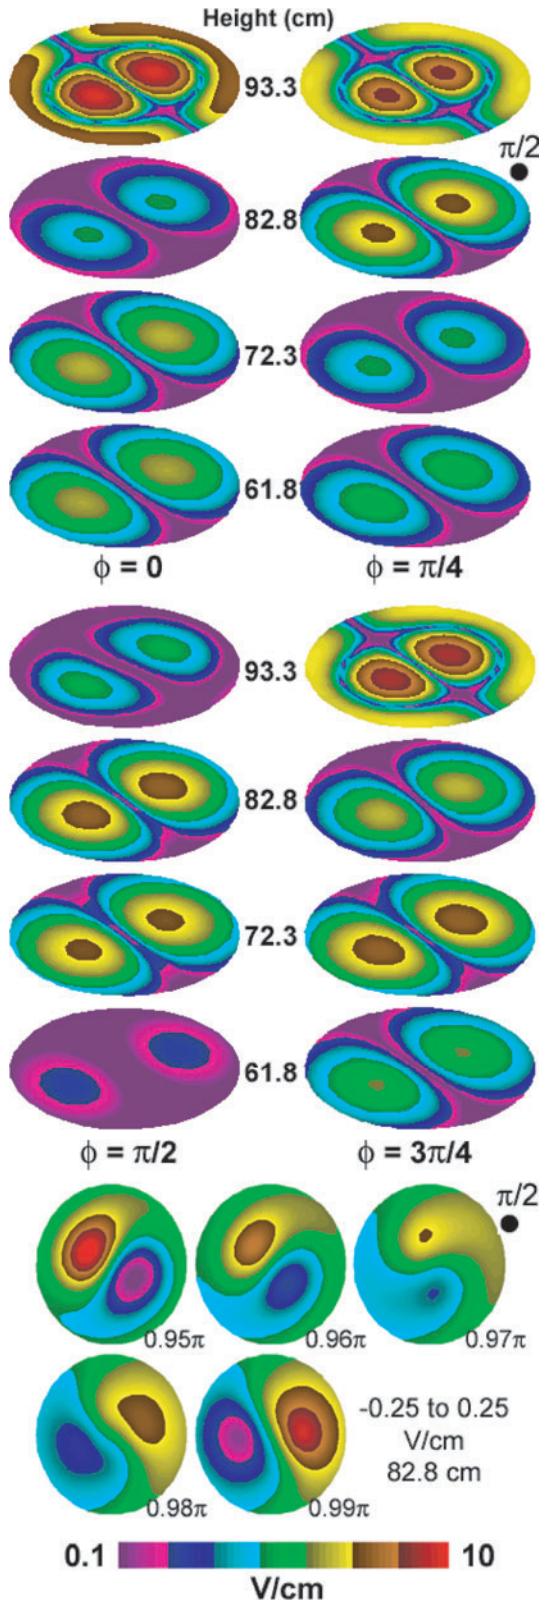 Height (cm)
93.3
π/2
82.8
72.3
61.8
ϕ = 0
ϕ = π/4
93.3
82.8
72.3
61.8
ϕ = π/2
ϕ = 3π/4
π/2
0.95π
0.96π
0.97π
-0.25 to 0.25
V/cm
82.8 cm
0.98π
0.99π
0.1
10
V/cm